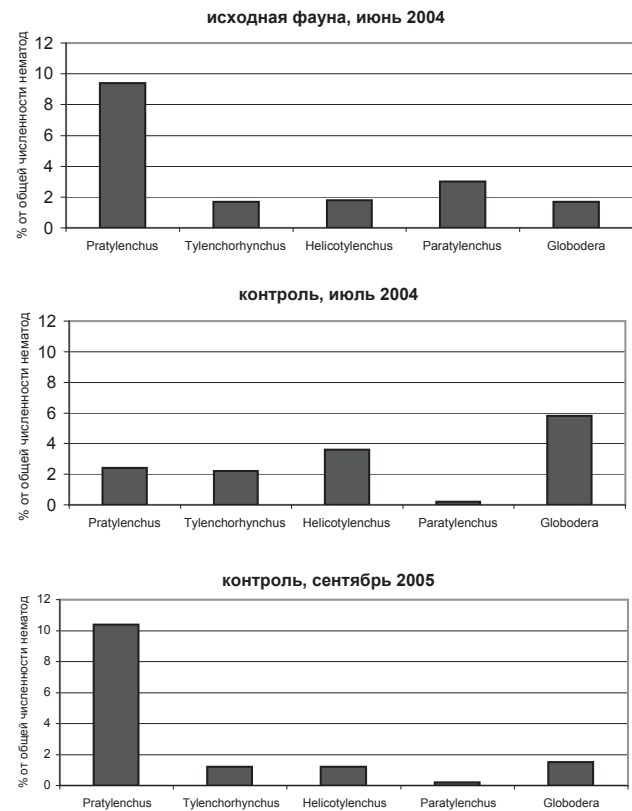 исходная фауна, июнь 2004
% от общей численности нематод
12
10
8
6
4
2
0
Pratylenchus Tylenchorhynchus Helicotylenchus Paratylenchus Globodera
контроль, июль 2004
% от общей численности нематод
12
10
8
6
4
2
0
Pratylenchus Tylenchorhynchus Helicotylenchus Paratylenchus Globodera
контроль, сентябрь 2005
% от общей численности нематод
12
10
8
6
4
2
0
Pratylenchus Tylenchorhynchus Helicotylenchus Paratylenchus Globodera